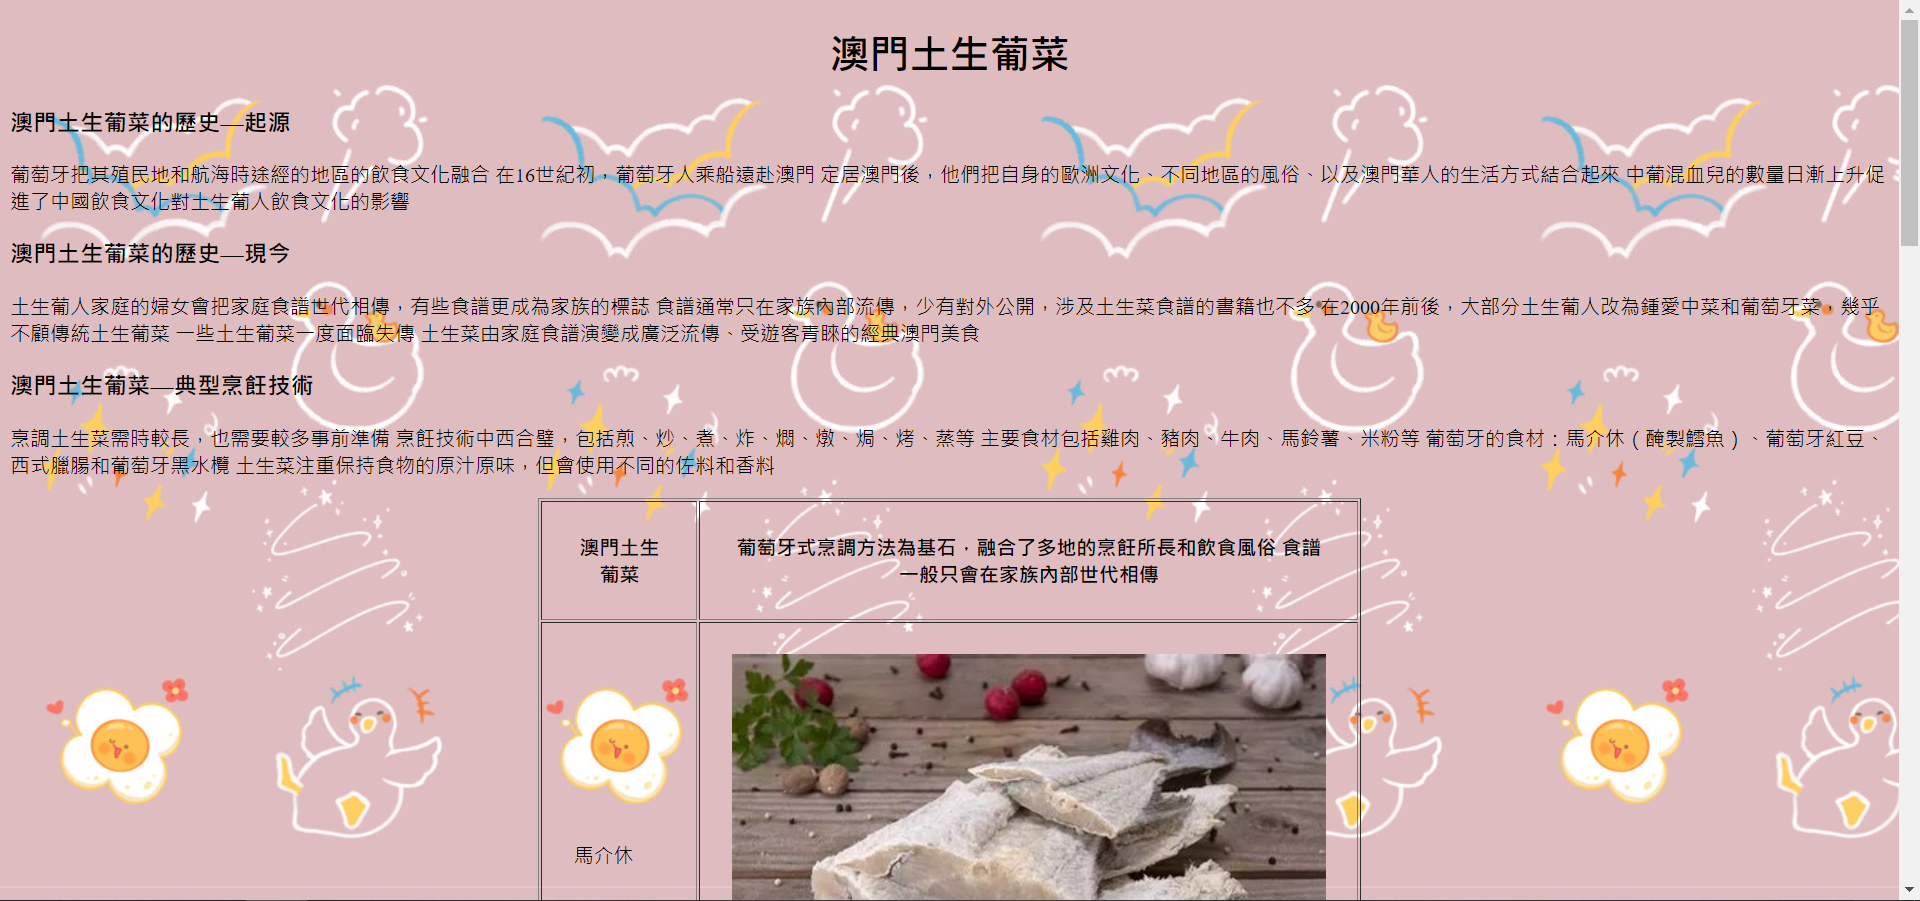 澳門土生葡菜
澳門土生葡菜的歷史—起源
葡萄牙把其殖民地和航海時途經的地區的飲食文化融合 在16世紀初，葡萄牙人乘船遠赴澳門 定居澳門後，他們把自身的歐洲文化、不同地區的風俗、以及澳門華人的生活方式結合起來 中葡混血兒的數量日漸上升促
進了中國飲食文化對土生葡人飲食文化的影響
澳門土生葡菜的歷史—現今
土生葡人家庭的婦女會把家庭食譜世代相傳，有些食譜更成為家族的標誌 食譜通常只在家族內部流傳，少有對外公開，涉及土生菜食譜的書籍也不多 在2000年前後，大部分土生葡人改為鍾愛中菜和葡萄牙菜，幾乎
不顧傳統土生葡菜 一些土生葡菜一度面臨失傳 土生菜由家庭食譜演變成廣泛流傳、受遊客青睞的經典澳門美食
澳門土生葡菜—典型烹飪技術
烹調土生菜需時較長，也需要較多事前準備 烹飪技術中西合璧，包括煎、炒、煮、炸、燜、燉、焗、烤、蒸等 主要食材包括雞肉、豬肉、牛肉、馬鈴薯、米粉等 葡萄牙的食材：馬介休（醃製鱈魚）、葡萄牙紅豆、
西式臘腸和葡萄牙黑水欖 土生菜注重保持食物的原汁原味，但會使用不同的佐料和香料
澳門土生
葡菜
葡萄牙式烹調方法為基石，融合了多地的烹飪所長和飲食風俗 食譜
一般只會在家族內部世代相傳
馬介休